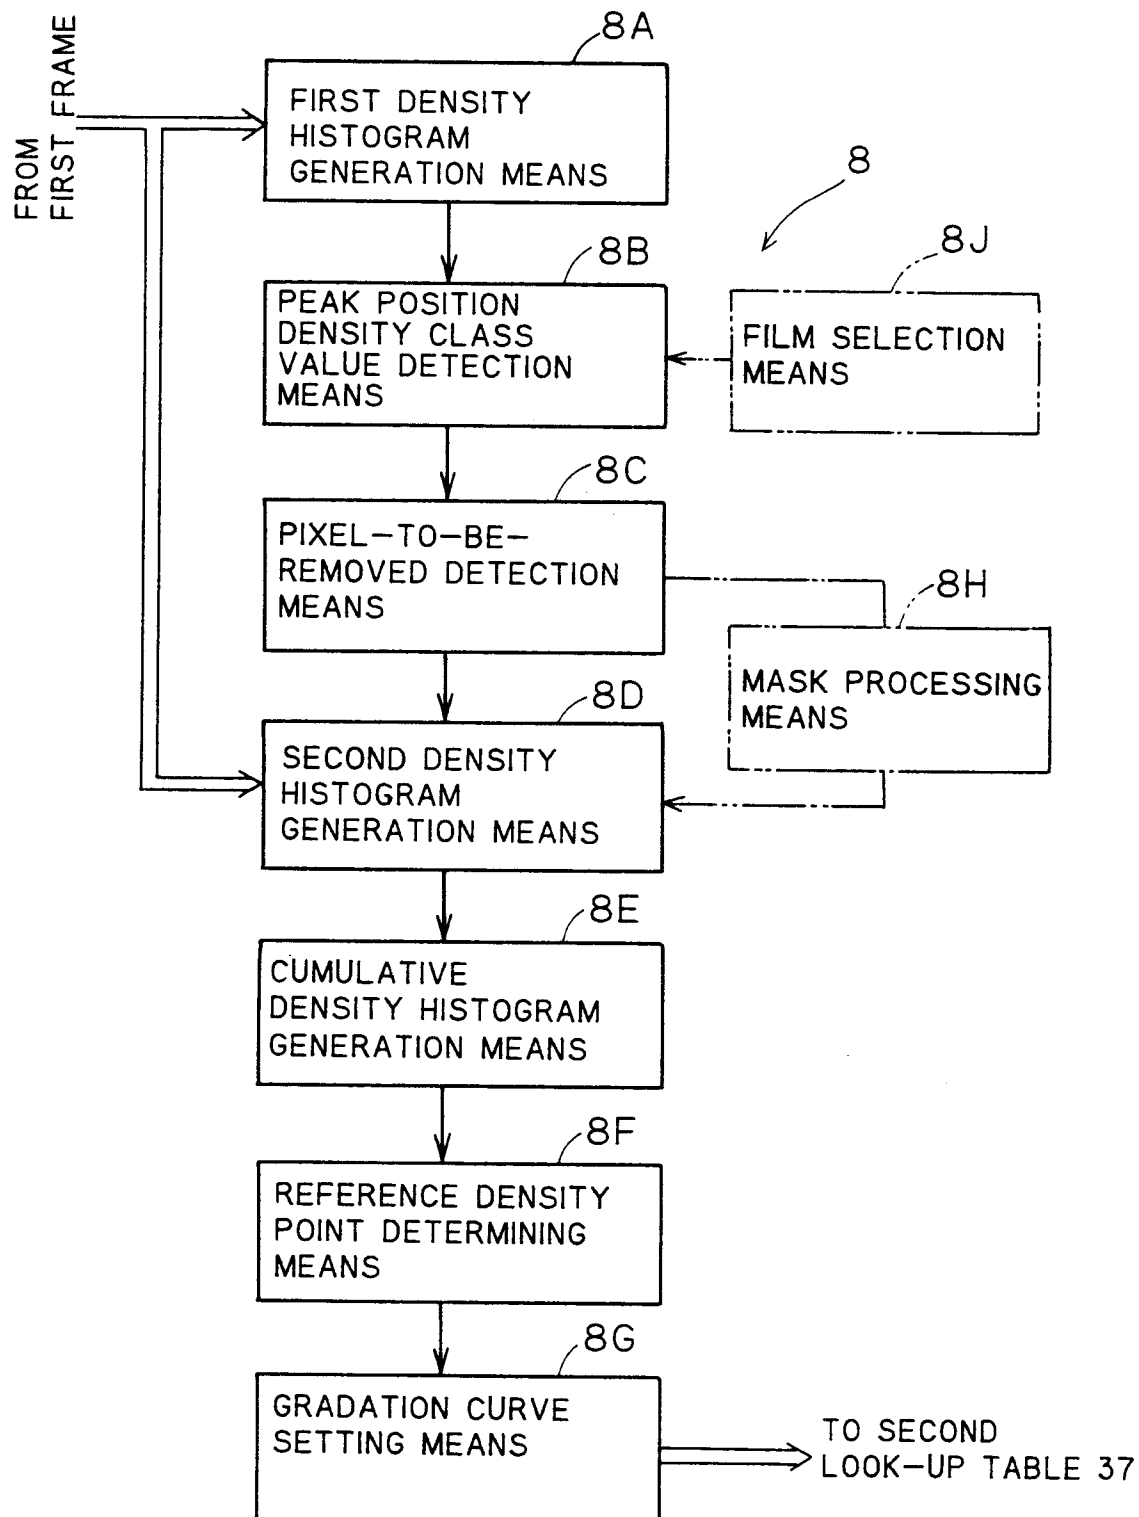 8A
FROM
FIRST FRAME
FIRST DENSITY
HISTOGRAM
GENERATION MEANS
8
8B
8J
PEAK POSITION
DENSITY CLASS
VALUE DETECTION
MEANS
FILM SELECTION
MEANS
8C
PIXEL-TO-BE-
REMOVED DETECTION
MEANS
8H
MASK PROCESSING
MEANS
8D
SECOND DENSITY
HISTOGRAM
GENERATION MEANS
8E
CUMULATIVE
DENSITY HISTOGRAM
GENERATION MEANS
8F
REFERENCE DENSITY
POINT DETERMINING
MEANS
8G
GRADATION CURVE
SETTING MEANS
TO SECOND
LOOK-UP TABLE 37